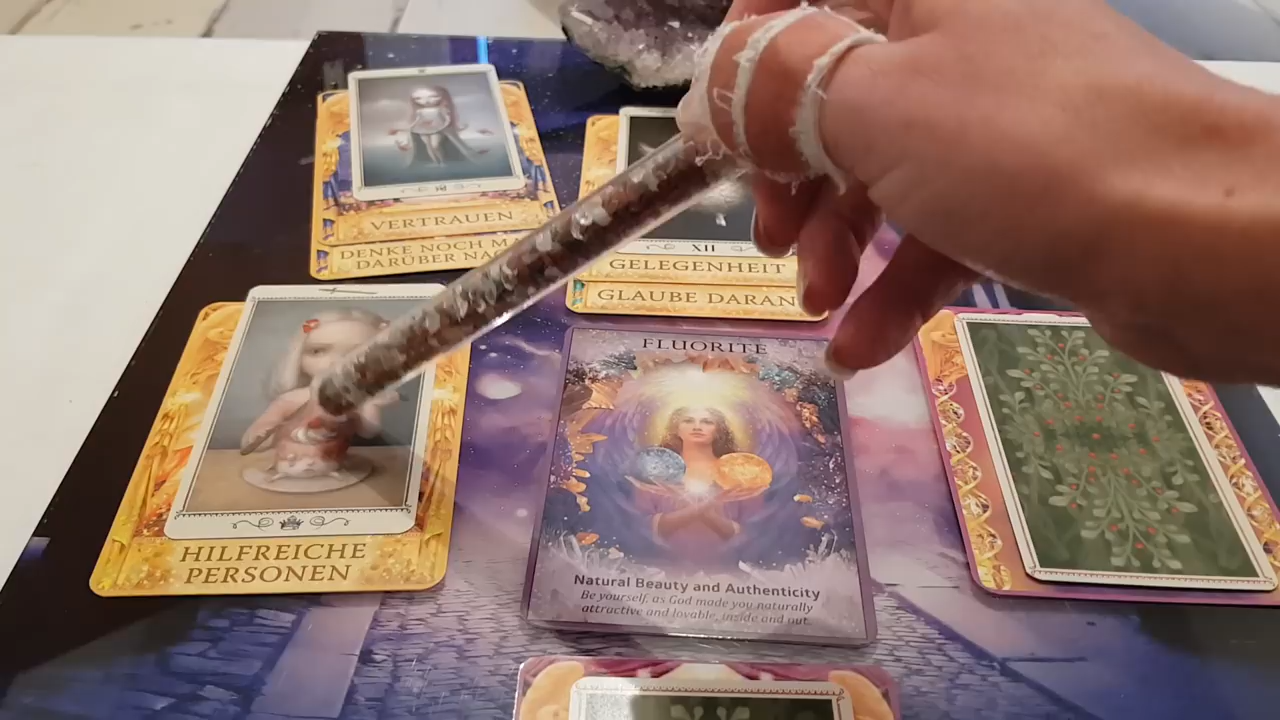 VERTRAUEN
DENKE NOCH
DARÜBER
XII
GELEGENHEIT
GLAUBE DARAN
HILFREICHE
PERSONEN
FLUORITE
Natural Beauty and Authenticity
Be yourself, as God made you naturally
attractive and lovable, inside and out.